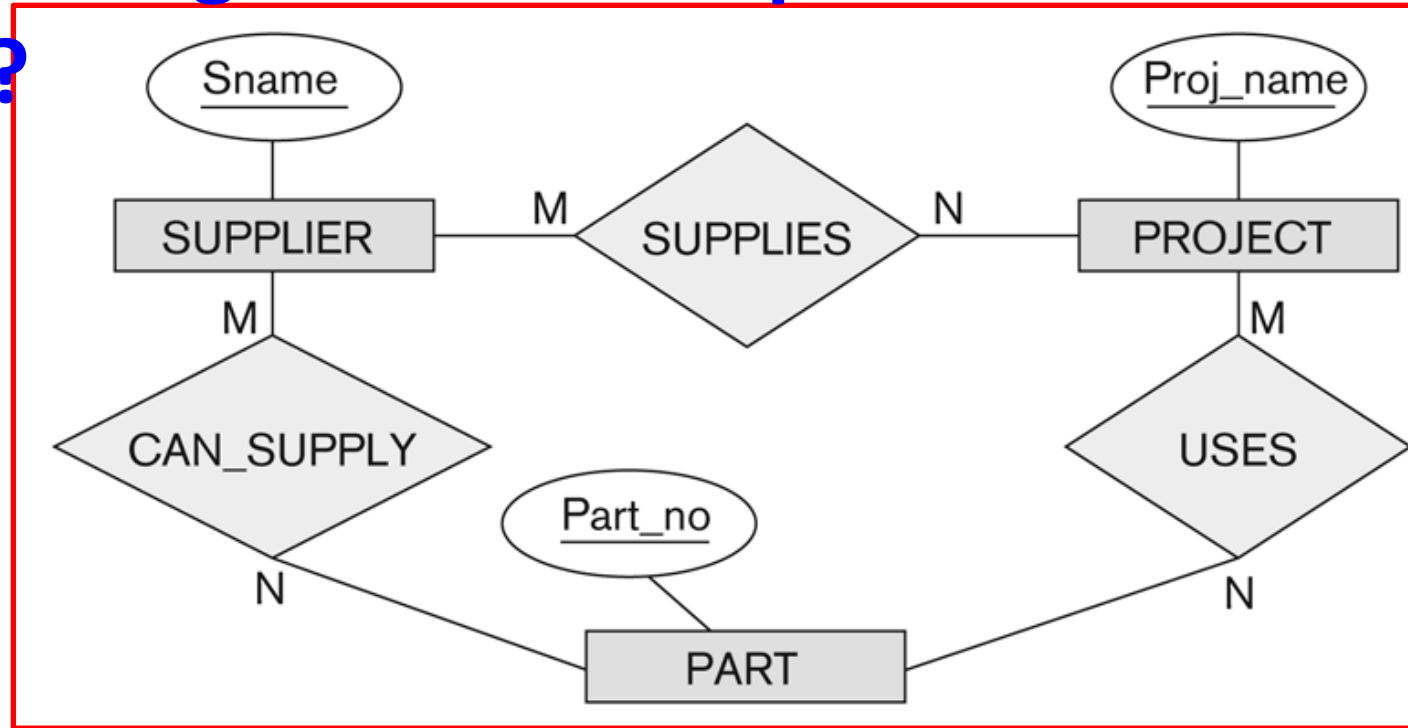 ?
Sname
Proj_name
M
N
SUPPLIER
SUPPLIES
PROJECT
M
M
CAN_SUPPLY
USES
Part_no
N
N
PART